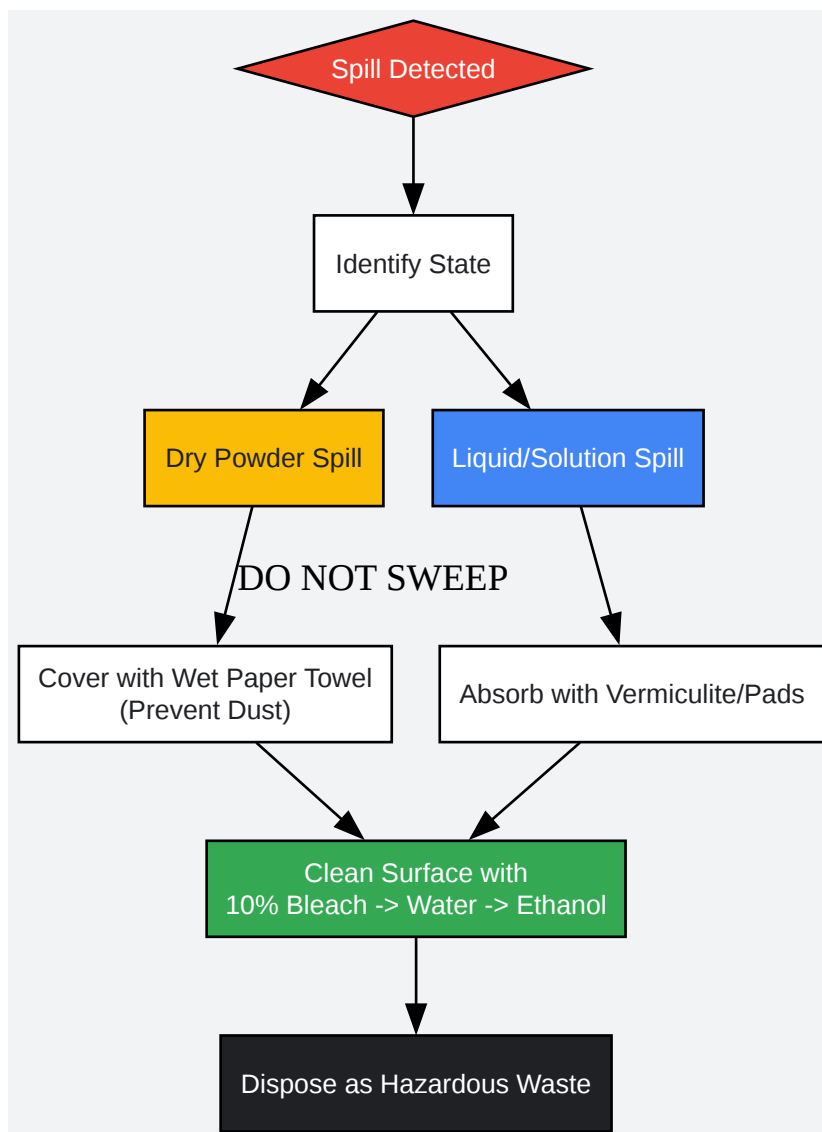 Spill Detected
Identify State
Dry Powder Spill
Liquid/Solution Spill
DO NOT SWEEP
Cover with Wet Paper Towel
(Prevent Dust)
Absorb with Vermiculite/Pads
Clean Surface with
10% Bleach -> Water -> Ethanol
Dispose as Hazardous Waste